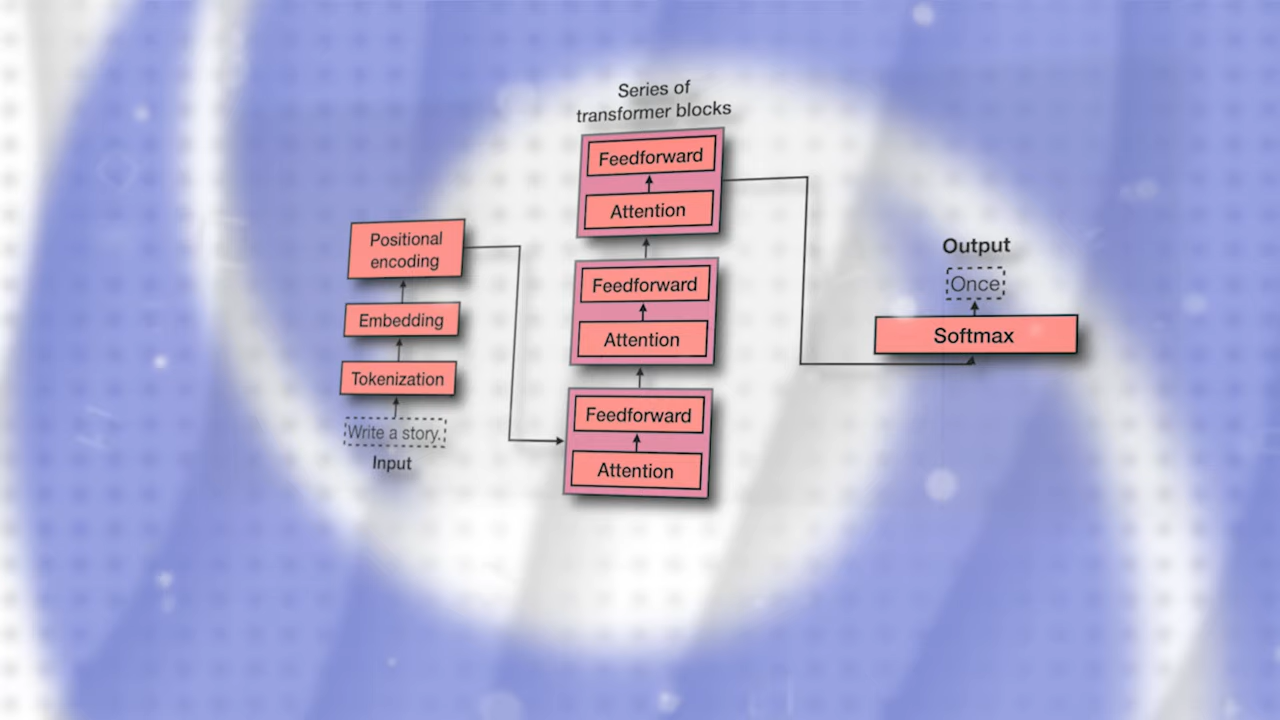 Series of
transformer blocks
Feedforward
Attention
Feedforward
Attention
Feedforward
Attention
Positional
encoding
Embedding
Tokenization
Write a story.
Input
Output
Once
Softmax